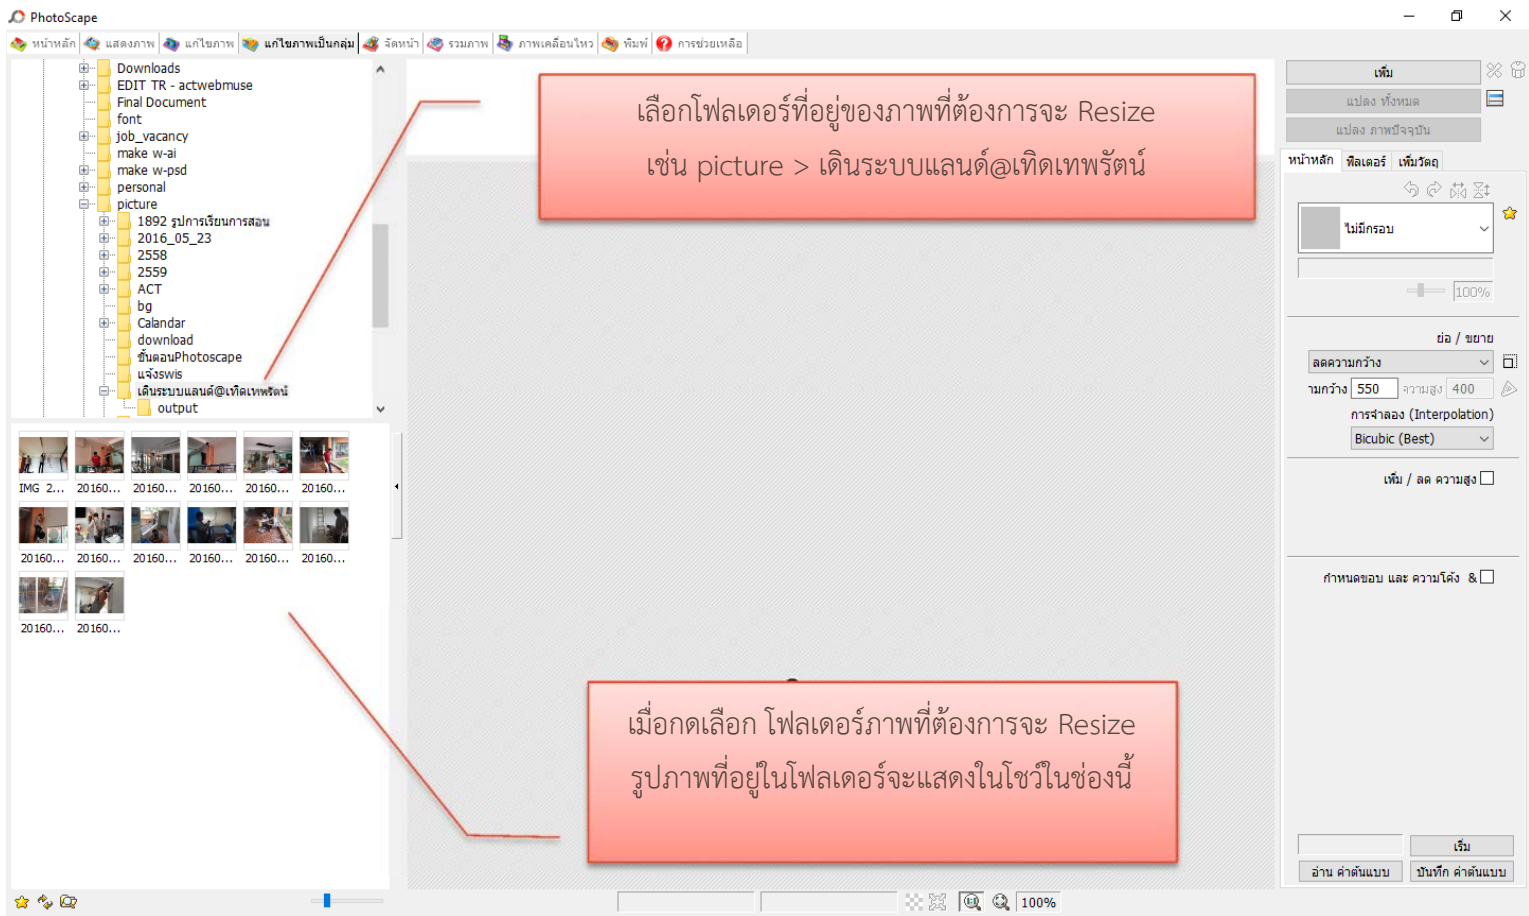 PhotoScape
หน้าหลัก แสดงภาพ แก้ไขภาพ แก้ไขภาพเป็นกลุ่ม จัดหน้า รวมภาพ ภาพเคลื่อนไหว พิมพ์ การช่วยเหลือ
Downloads
EDIT TR - actwebmuse
Final Document
font
job_vacancy
make w-ai
make w-psd
personal
picture
1892 รูปการเรียนการสอน
2016_05_23
2558
2559
ACT
bg
Calandar
download
ขั้นตอนPhotoscape
แจ้งswis
เดินระบบแลนด์@เทิดเทพรัตน์
output
IMG 2... 20160... 20160... 20160... 20160... 20160...
20160... 20160... 20160... 20160... 20160... 20160...
20160... 20160...
เลือกโฟลเดอร์ที่อยู่ของภาพที่ต้องการจะ Resize
เช่น picture > เดินระบบแลนด์@เทิดเทพรัตน์
เมื่อกดเลือก โฟลเดอร์ภาพที่ต้องการจะ Resize
รูปภาพที่อยู่ในโฟลเดอร์จะแสดงในโชว์ในช่องนี้
เพิ่ม
แปลง ทั้งหมด
แปลง ภาพปัจจุบัน
หน้าหลัก ฟิลเตอร์ เพิ่มวัตถุ
ไม่มีกรอบ
100%
ย่อ / ขยาย
ลดความกว้าง
ามกว้าง 550 ความสูง 400
การจำลอง (Interpolation)
Bicubic (Best)
เพิ่ม / ลด ความสูง
กำหนดขอบ และ ความโค้ง &
เริ่ม
อ่าน ค่าต้นแบบ บันทึก ค่าต้นแบบ
100%